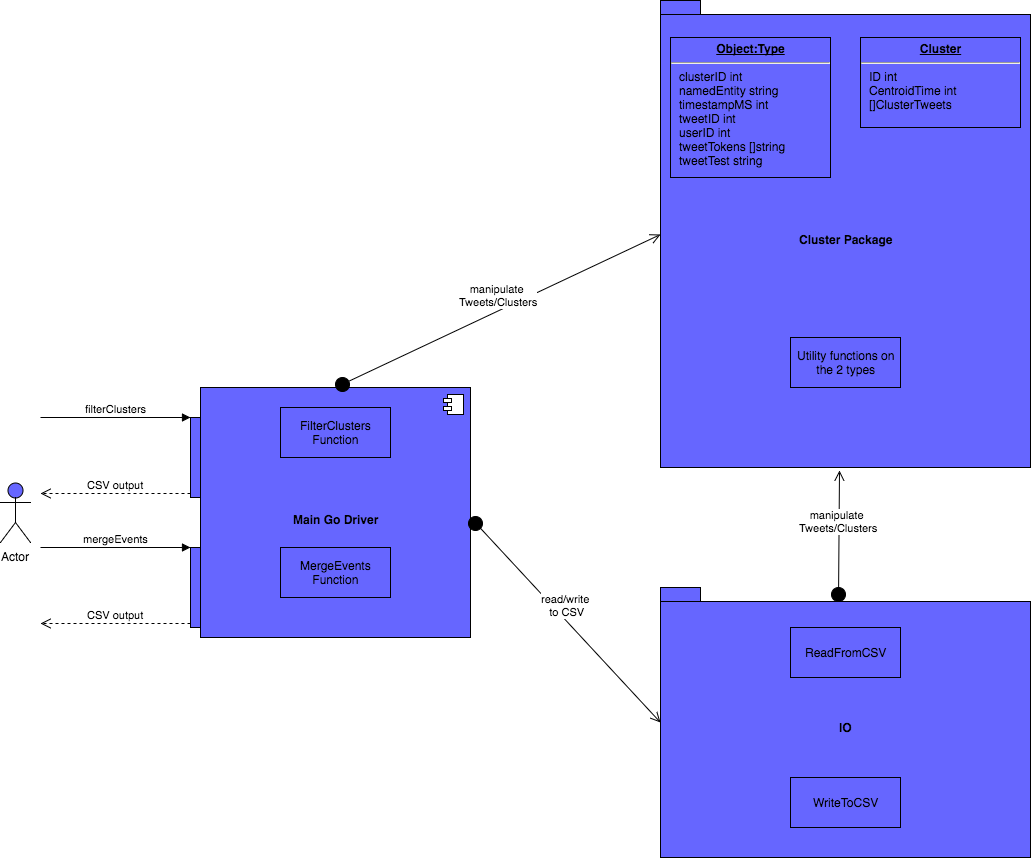 Object:Type
clusterID int
namedEntity string
timestampMS int
tweetID int
userID int
tweetTokens []string
tweetTest string
Cluster
ID int
CentroidTime int
[]ClusterTweets
Cluster Package
Utility functions on
the 2 types
manipulate
Tweets/Clusters
filterClusters
CSV output
Actor
mergeEvents
CSV output
FilterClusters
Function
Main Go Driver
MergeEvents
Function
read/write
to CSV
manipulate
Tweets/Clusters
ReadFromCSV
IO
WriteToCSV